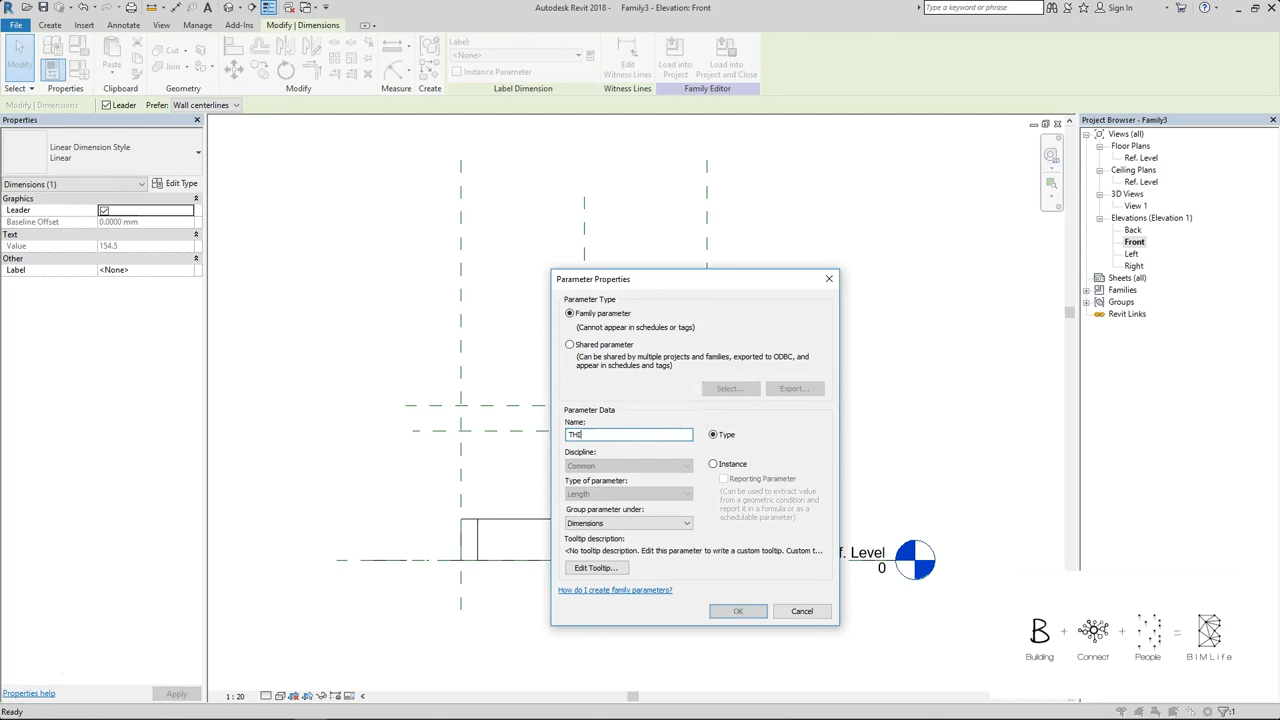 Autodesk Revit 2018 - Family3 - Elevation: Front
Type a keyword or phrase
Sign In
File
Create
Insert
Annotate
View
Manage
Add-Ins
Modify | Dimensions
Modify
Paste
Cut
Join
Label:
<None>
Instance Parameter
Edit
Witness Lines
Load into
Project
Load into
Project and Close
Select
Properties
Clipboard
Geometry
Modify
Measure
Create
Label Dimension
Witness Lines
Family Editor
Modify | Dimensions
Leader
Prefer:
Wall centerlines
Properties
Linear Dimension Style
Linear
Dimensions (1)
Edit Type
Graphics
Leader
Baseline Offset
0.0000 mm
Text
Value
154.5
Other
Label
<None>
Properties help
Apply
Ready
Parameter Properties
Parameter Type
Family parameter
(Cannot appear in schedules or tags)
Shared parameter
(Can be shared by multiple projects and families, exported to ODBC, and
appear in schedules and tags)
Select...
Export...
Parameter Data
Name:
THI
Type
Discipline:
Common
Instance
Type of parameter:
Reporting Parameter
Length
(Can be used to extract value
from a geometric condition and
report it in a formula or as a
schedulable parameter)
Group parameter under:
Dimensions
Tooltip description:
<No tooltip description. Edit this parameter to write a custom tooltip. Custom t...
Edit Tooltip...
How do I create family parameters?
OK
Cancel
f. Level
0
1 : 20
Project Browser - Family3
Views (all)
Floor Plans
Ref. Level
Ceiling Plans
Ref. Level
3D Views
View 1
Elevations (Elevation 1)
Back
Front
Left
Right
Sheets (all)
Families
Groups
Revit Links
B + + =
Building
Connect
People
BIMLife
:1